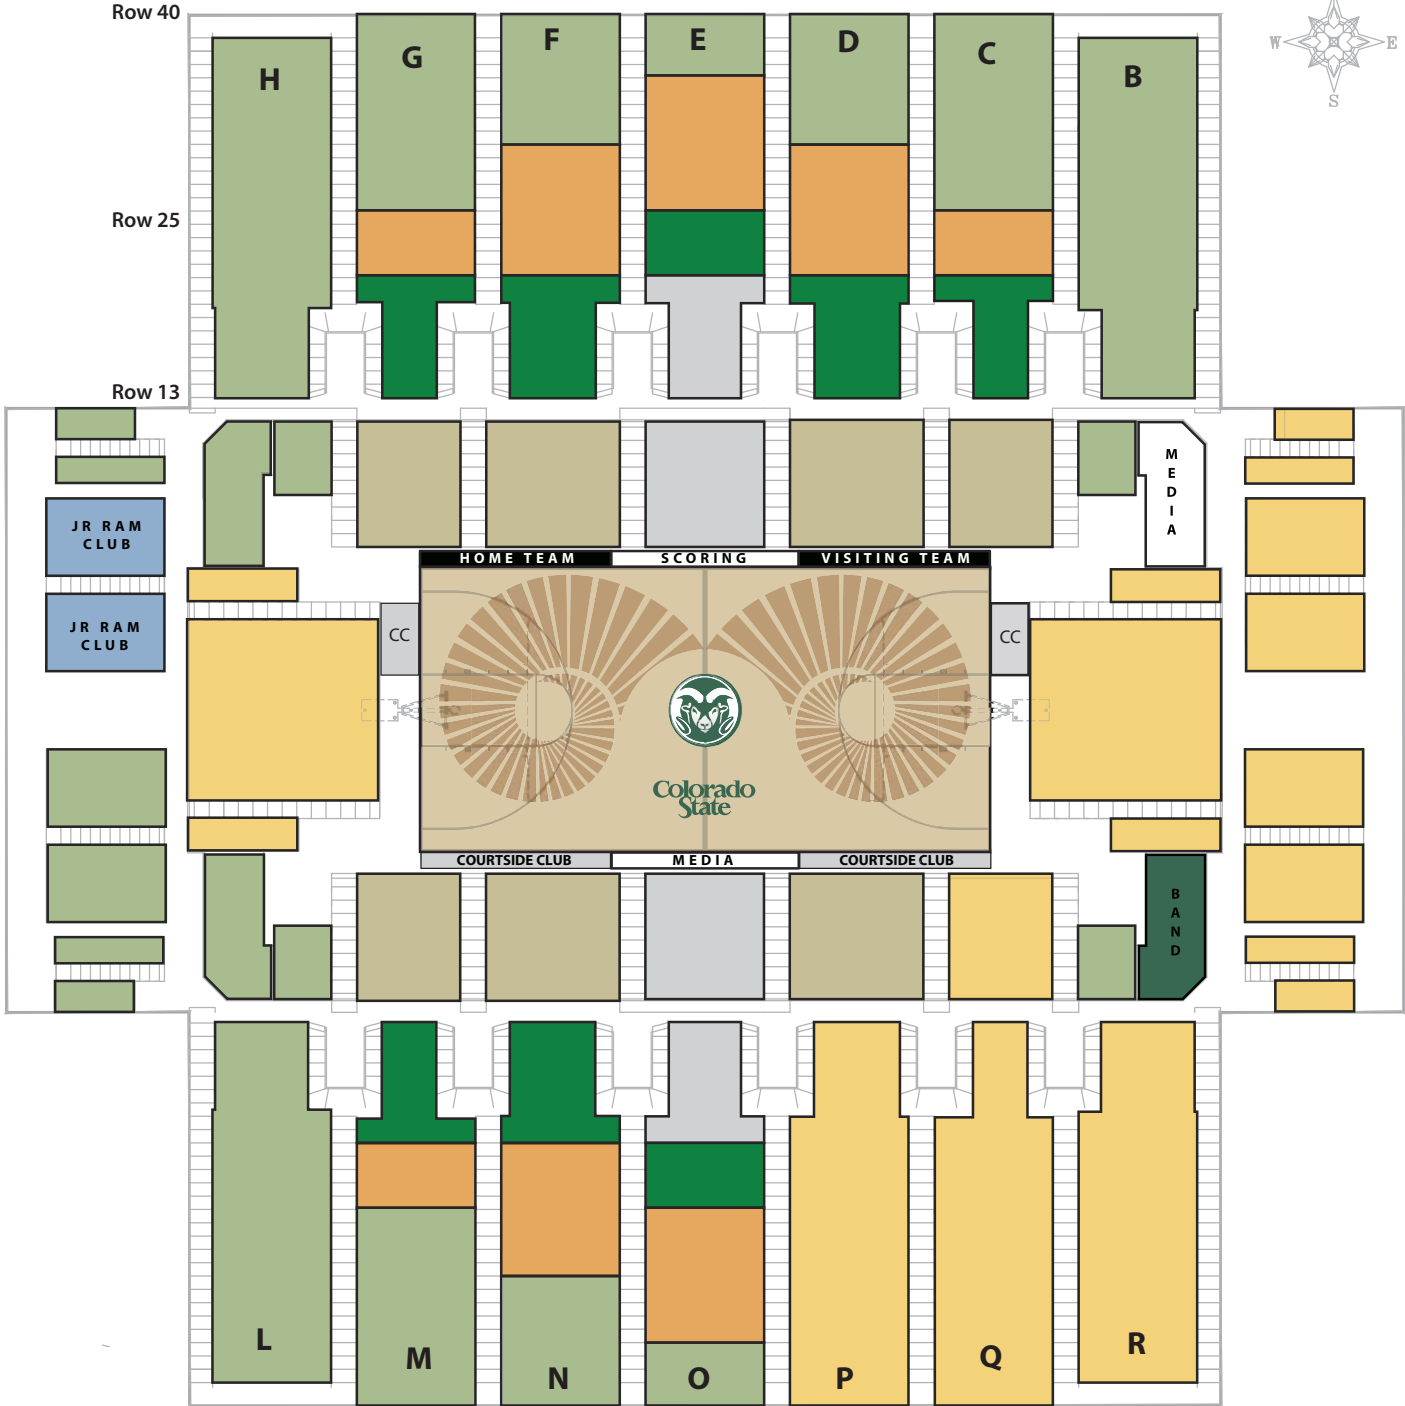 Row 40
G
F
E
D
C
H
B
W
E
S
Row 25
Row 13
JR RAM
CLUB
JR RAM
CLUB
M
E
D
I
A
HOME TEAM
SCORING
VISITING TEAM
CC
CC
Colorado
State
COURTSIDE CLUB
MEDIA
COURTSIDE CLUB
B
A
N
D
L
M
N
O
P
Q
R